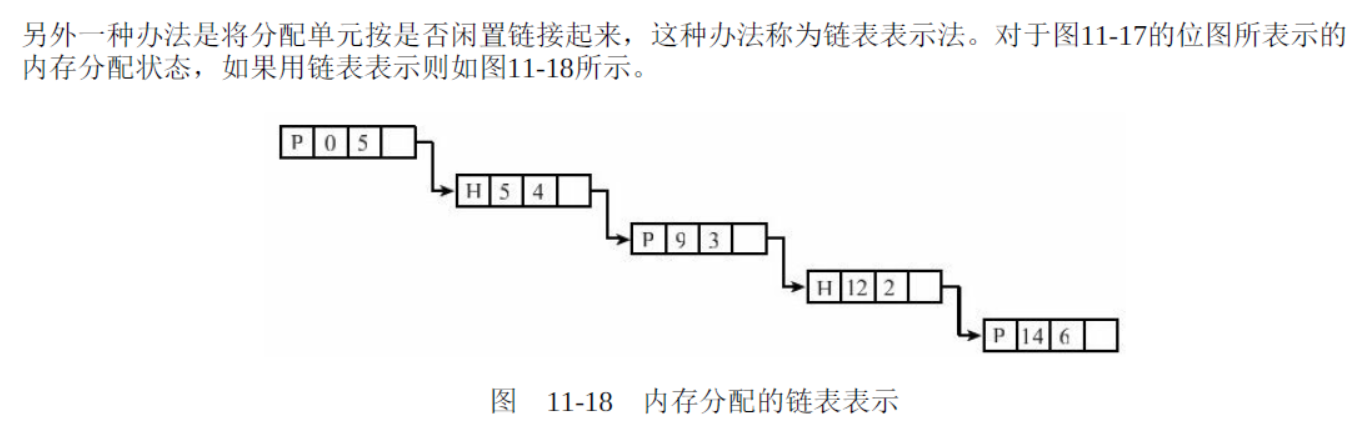 另外一种办法是将分配单元按是否闲置链接起来，这种办法称为链表表示法。对于图11-17的位图所表示的
内存分配状态，如果用链表表示则如图11-18所示。
P 0 5
H 5 4
P 9 3
H 12 2
P 14 6
图 11-18 内存分配的链表表示